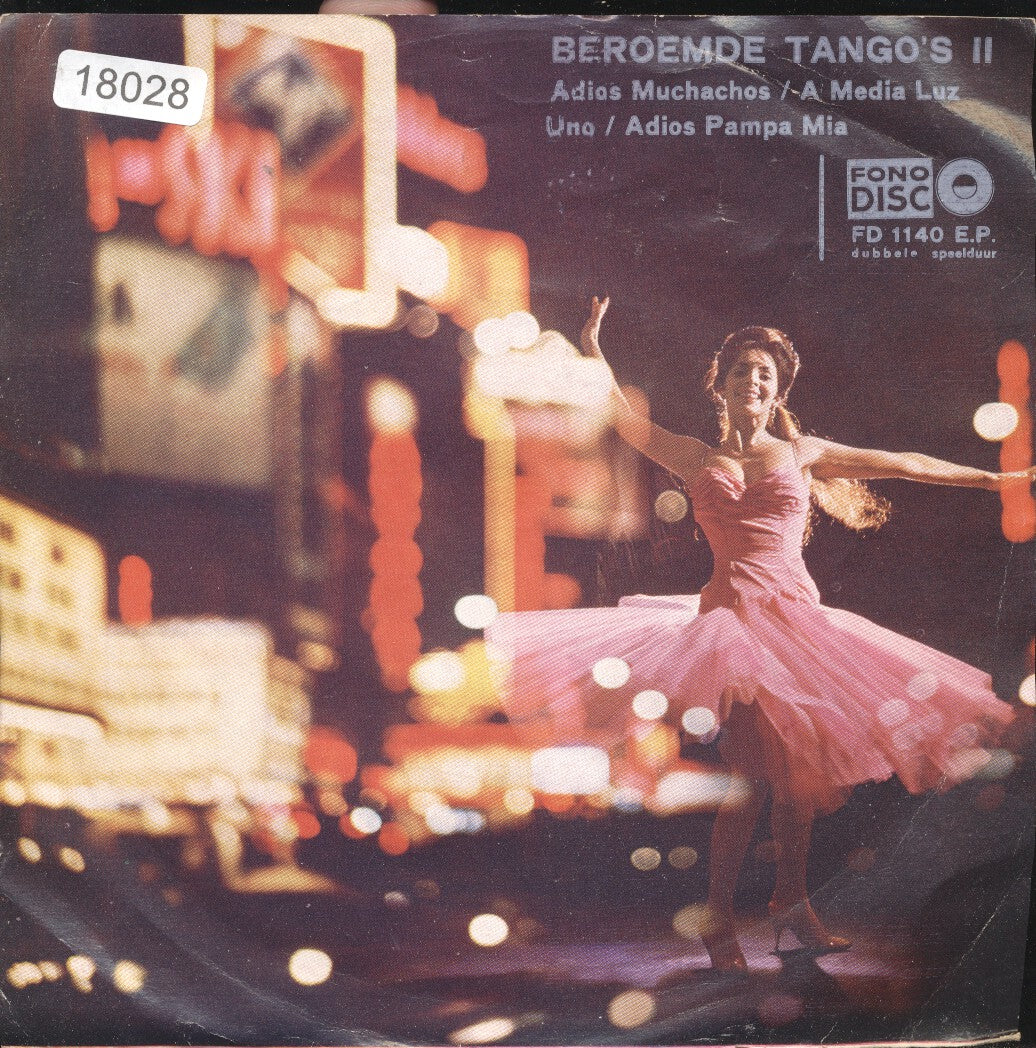 18028
BEROEMDE TANGO'S II
Adios Muchachos / A Media Luz
Uno / Adios Pampa Mia
FONO
DISC
FD 1140 E.P.
dubbele speelduur